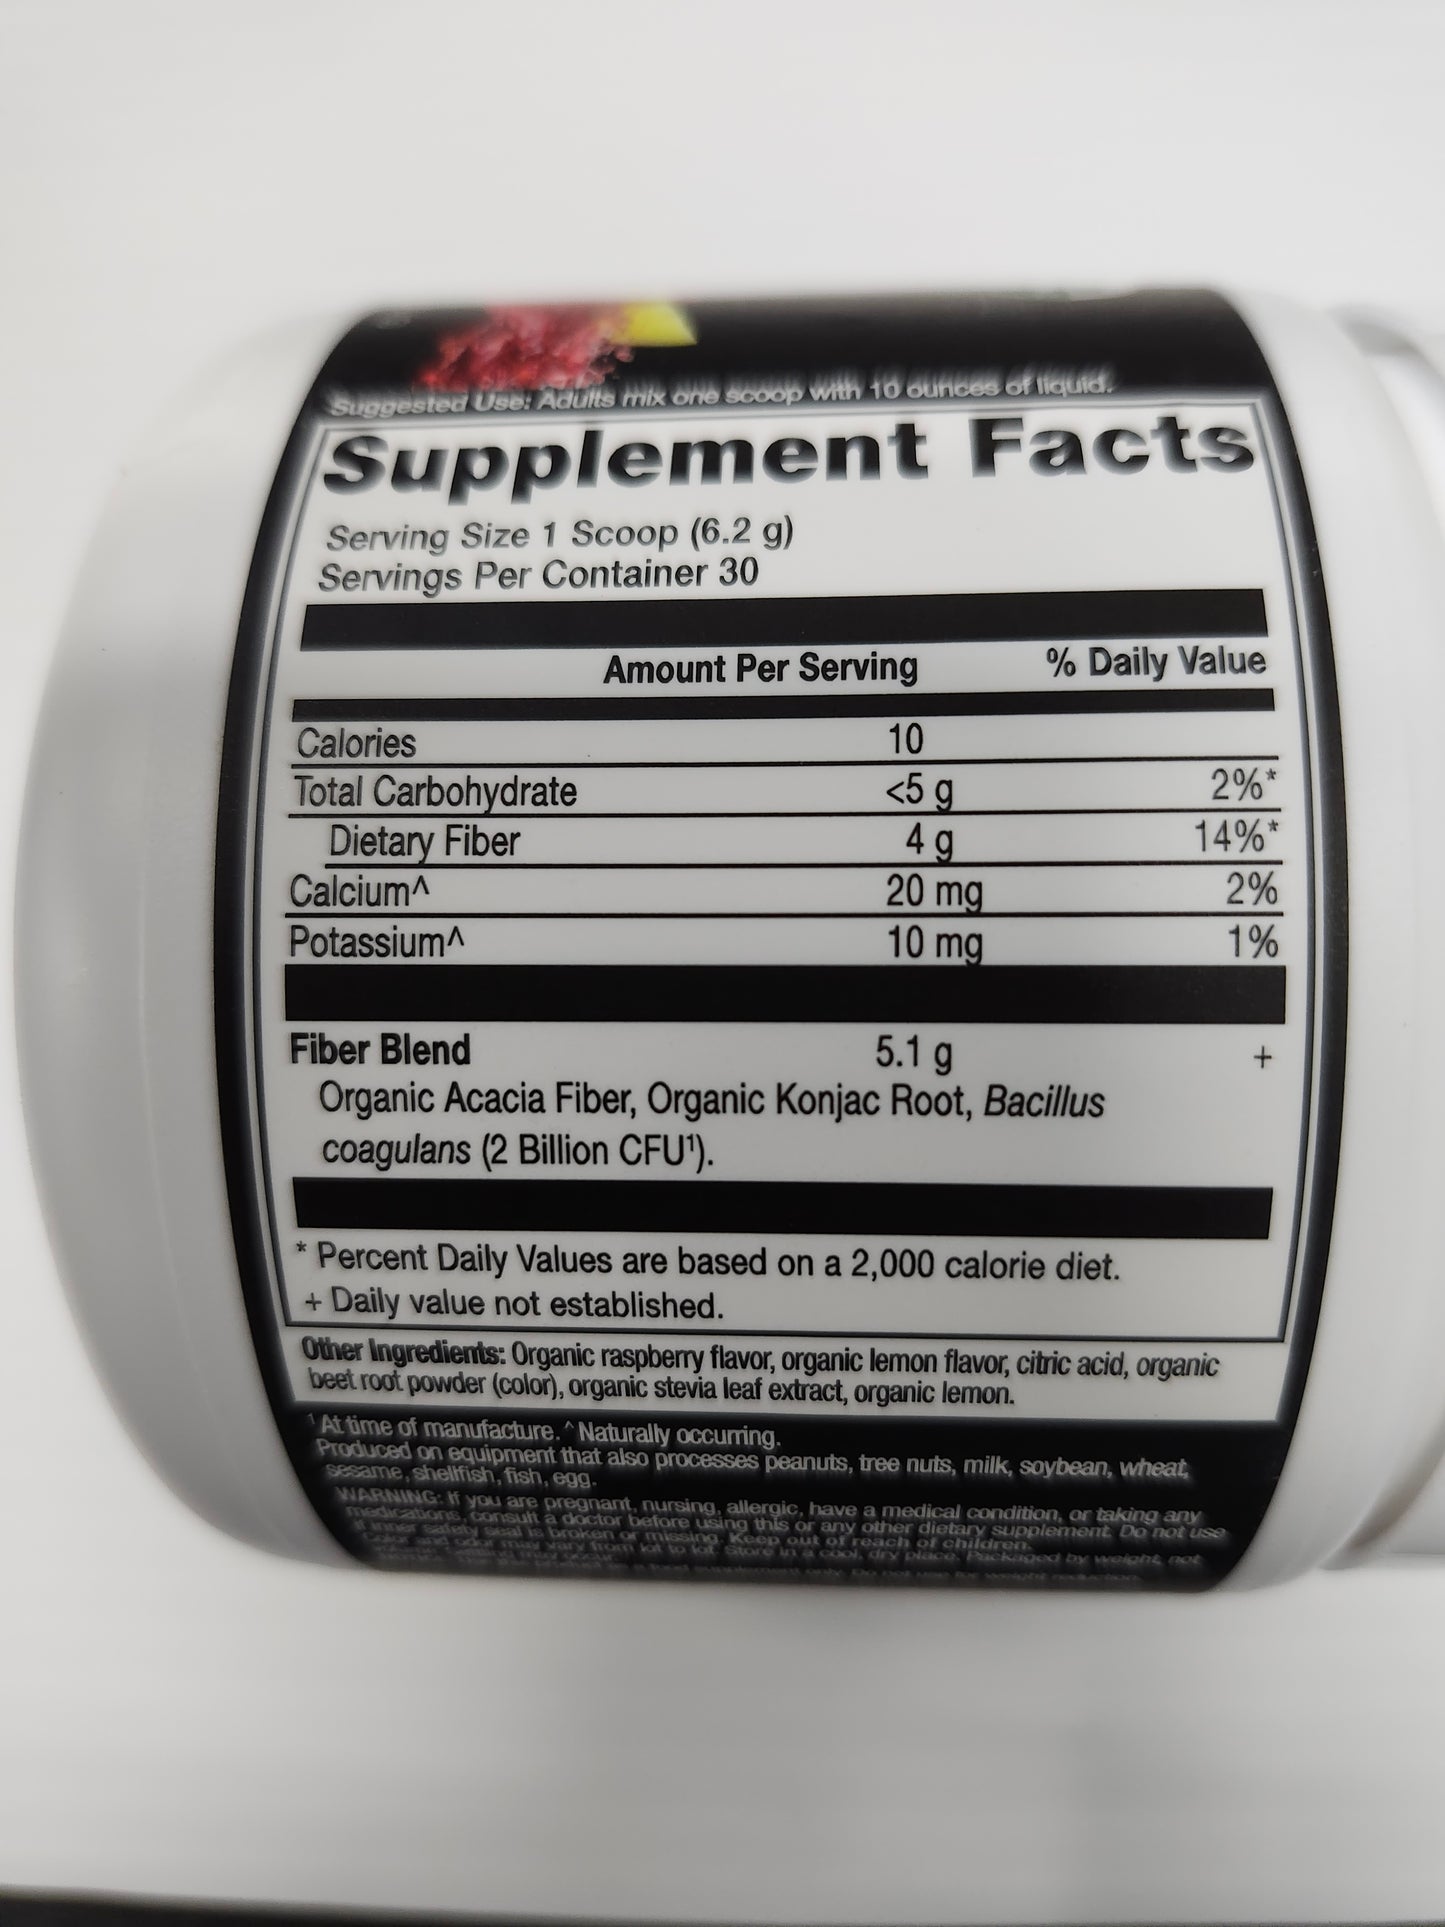 Suggested Use: Adults mix one scoop with 10 ounces of liquid.
Supplement Facts
Serving Size 1 Scoop (6.2 g)
Servings Per Container 30
Amount Per Serving % Daily Value
Calories 10
Total Carbohydrate <5 g 2%*
Dietary Fiber 4 g 14%*
Calcium^ 20 mg 2%
Potassium^ 10 mg 1%
Fiber Blend 5.1 g +
Organic Acacia Fiber, Organic Konjac Root, Bacillus
coagulans (2 Billion CFU¹).
* Percent Daily Values are based on a 2,000 calorie diet.
+ Daily value not established.
Other Ingredients: Organic raspberry flavor, organic lemon flavor, citric acid, organic
beet root powder (color), organic stevia leaf extract, organic lemon.
¹ At time of manufacture. ^ Naturally occurring.
Produced on equipment that also processes peanuts, tree nuts, milk, soybean, wheat,
sesame, shellfish, fish, egg.
WARNING: If you are pregnant, nursing, allergic, have a medical condition, or taking any
medications, consult a doctor before using this or any other dietary supplement. Do not use
if inner safety seal is broken or missing. Keep out of reach of children.
Color and odor may vary from lot to lot. Store in a cool, dry place. Packaged by weight, not
may occur.